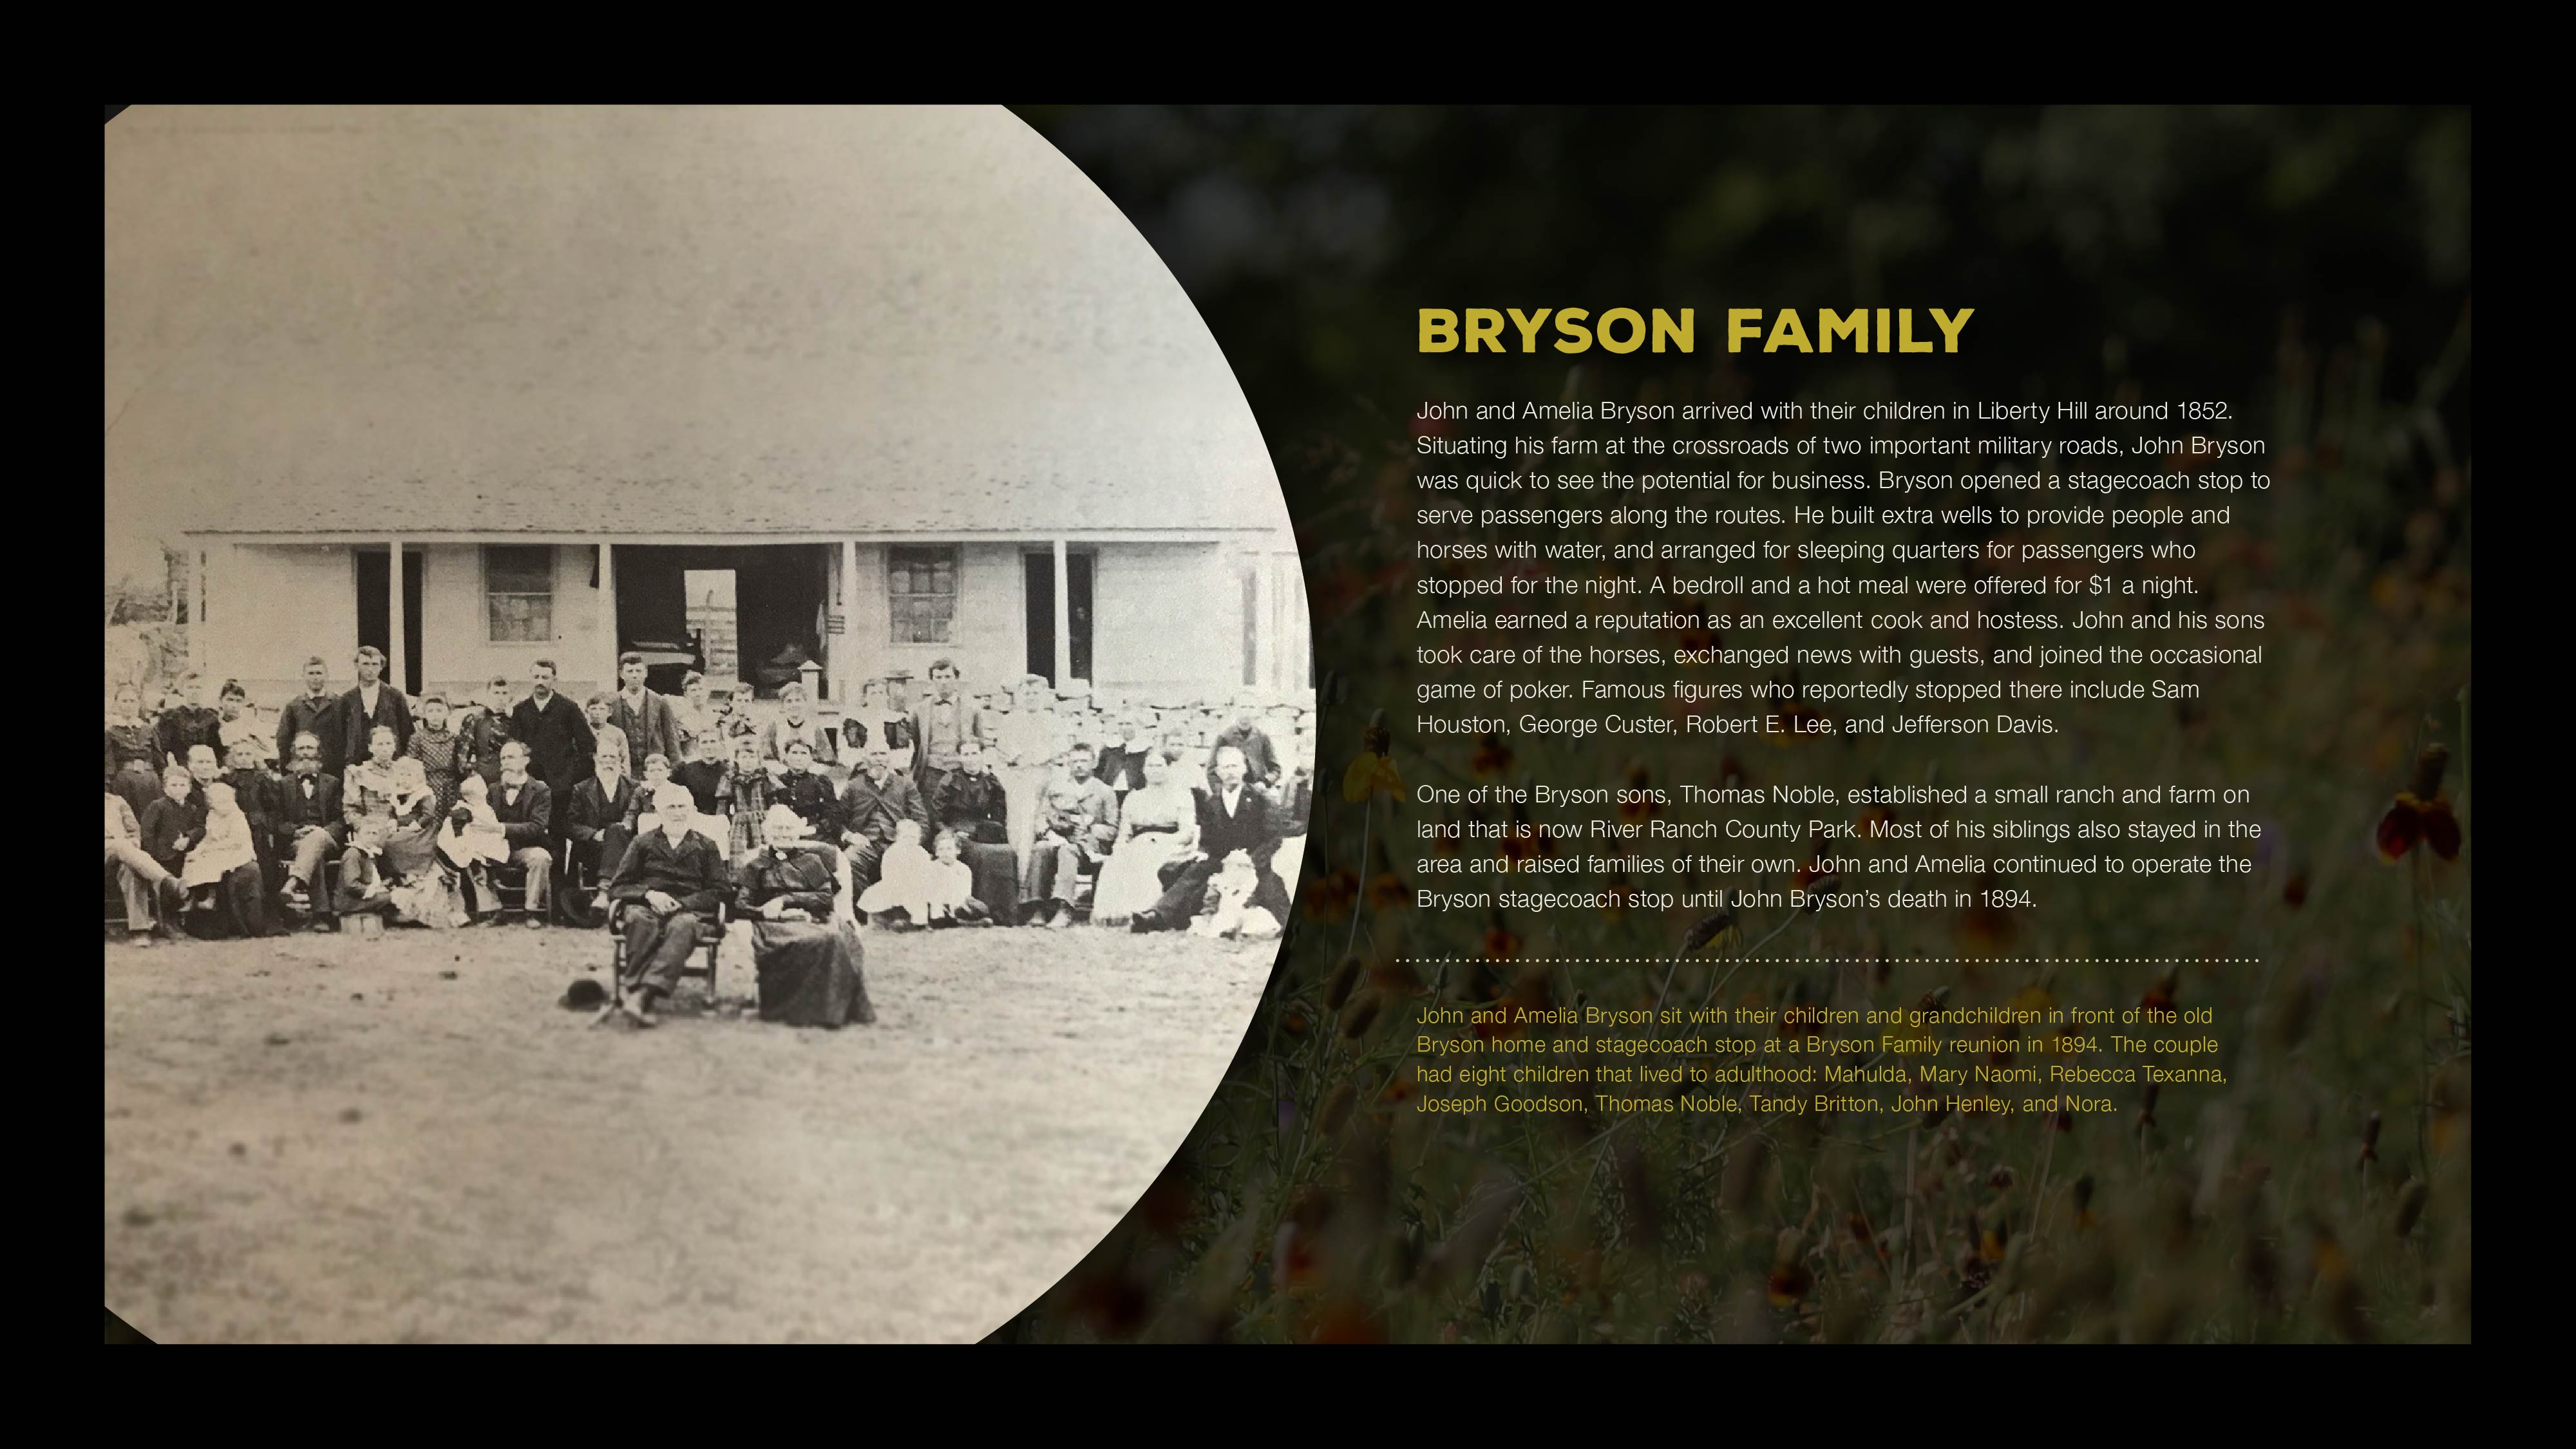 BRYSON FAMILY
John and Amelia Bryson arrived with their children in Liberty Hill around 1852.
Situating his farm at the crossroads of two important military roads, John Bryson
was quick to see the potential for business. Bryson opened a stagecoach stop to
serve passengers along the routes. He built extra wells to provide people and
horses with water, and arranged for sleeping quarters for passengers who
stopped for the night. A bedroll and a hot meal were offered for $1 a night.
Amelia earned a reputation as an excellent cook and hostess. John and his sons
took care of the horses, exchanged news with guests, and joined the occasional
game of poker. Famous figures who reportedly stopped there include Sam
Houston, George Custer, Robert E. Lee, and Jefferson Davis.
One of the Bryson sons, Thomas Noble, established a small ranch and farm on
land that is now River Ranch County Park. Most of his siblings also stayed in the
area and raised families of their own. John and Amelia continued to operate the
Bryson stagecoach stop until John Bryson’s death in 1894.
John and Amelia Bryson sit with their children and grandchildren in front of the old
Bryson home and stagecoach stop at a Bryson Family reunion in 1894. The couple
had eight children that lived to adulthood: Mahulda, Mary Naomi, Rebecca Texanna,
Joseph Goodson, Thomas Noble, Tandy Britton, John Henley, and Nora.